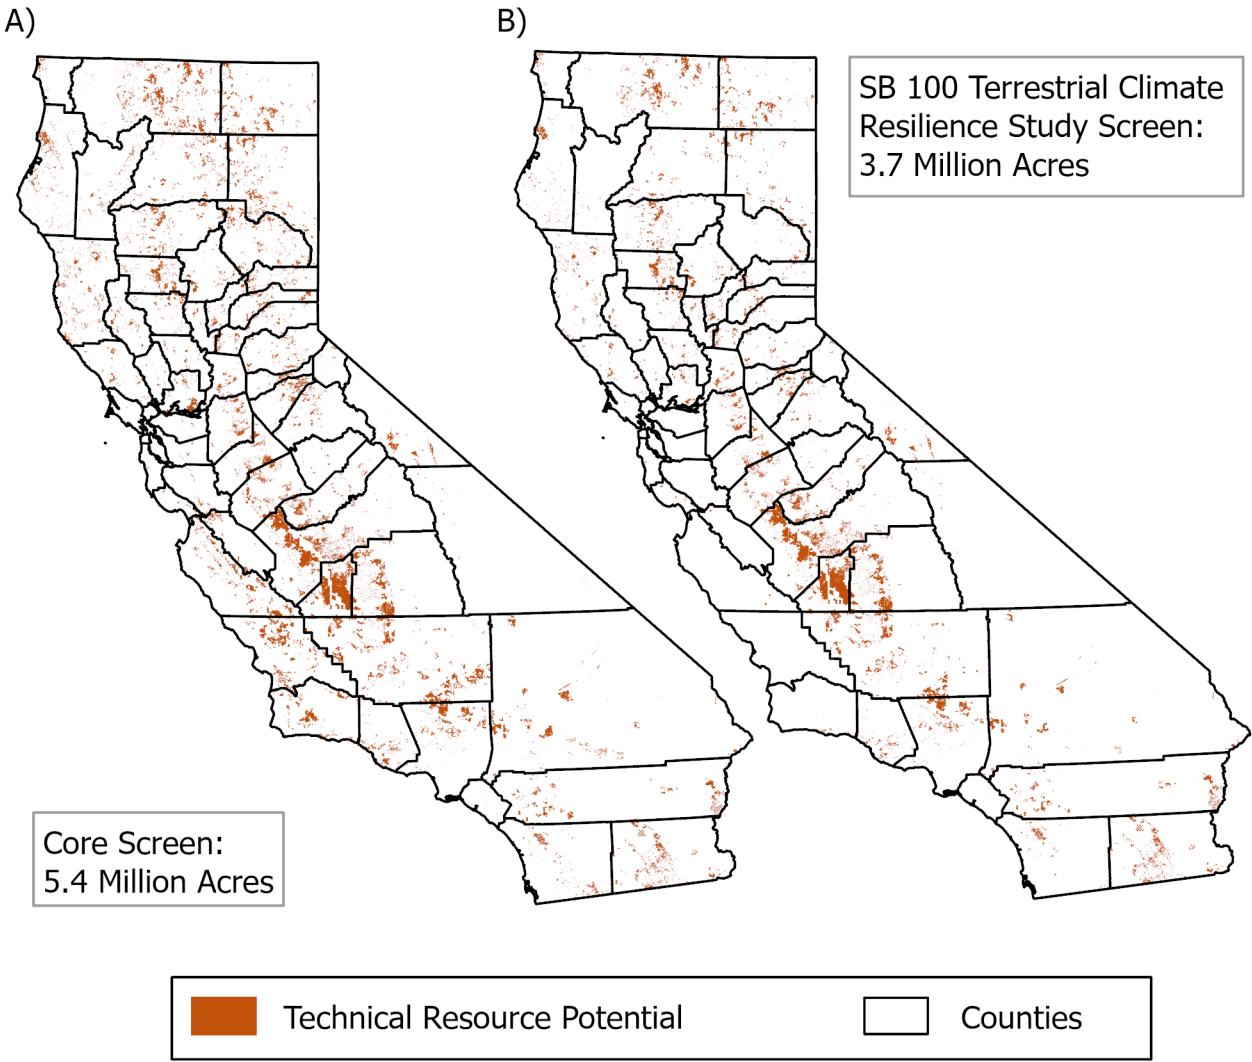 A)
B)
SB 100 Terrestrial Climate
Resilience Study Screen:
3.7 Million Acres
Core Screen:
5.4 Million Acres
Technical Resource Potential
Counties